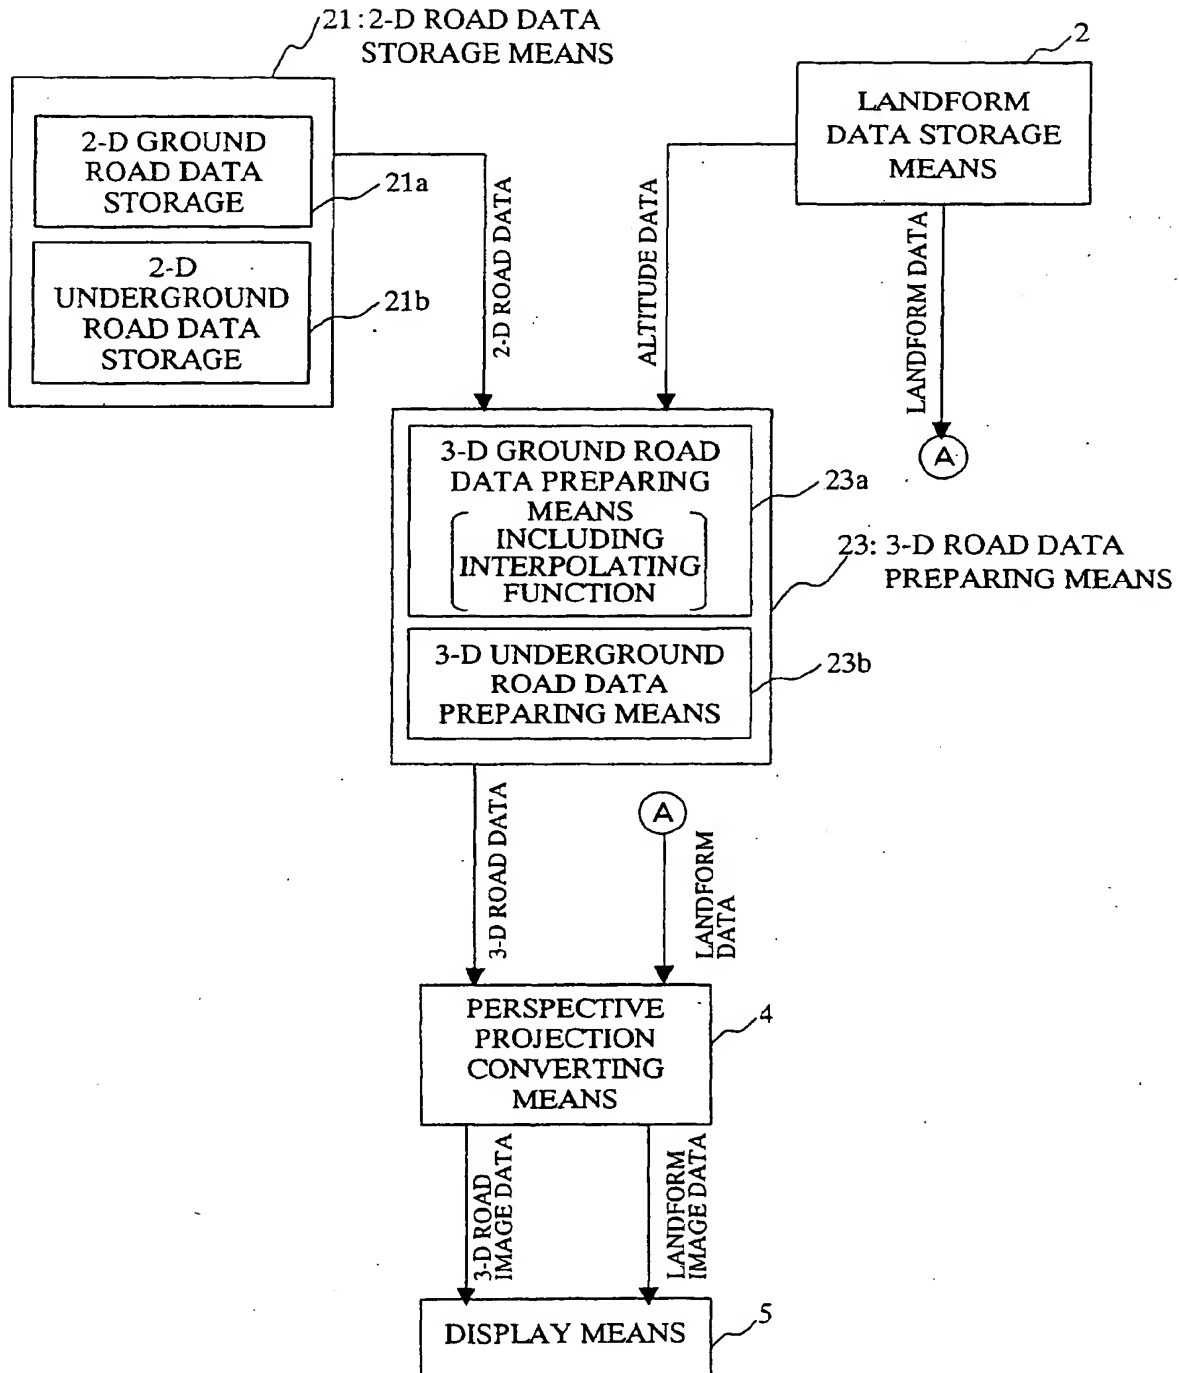 21:2-D ROAD DATA
STORAGE MEANS
2-D GROUND
ROAD DATA
STORAGE
21a
2-D
UNDERGROUND
ROAD DATA
STORAGE
21b
2
LANDFORM
DATA STORAGE
MEANS
2-D ROAD DATA
ALTITUDE DATA
LANDFORM DATA
A
3-D GROUND ROAD
DATA PREPARING
MEANS
INCLUDING
INTERPOLATING
FUNCTION
23a
23: 3-D ROAD DATA
PREPARING MEANS
3-D UNDERGROUND
ROAD DATA
PREPARING MEANS
23b
3-D ROAD DATA
A
LANDFORM
DATA
PERSPECTIVE
PROJECTION
CONVERTING
MEANS
4
3-D ROAD
IMAGE DATA
LANDFORM
IMAGE DATA
DISPLAY MEANS
5